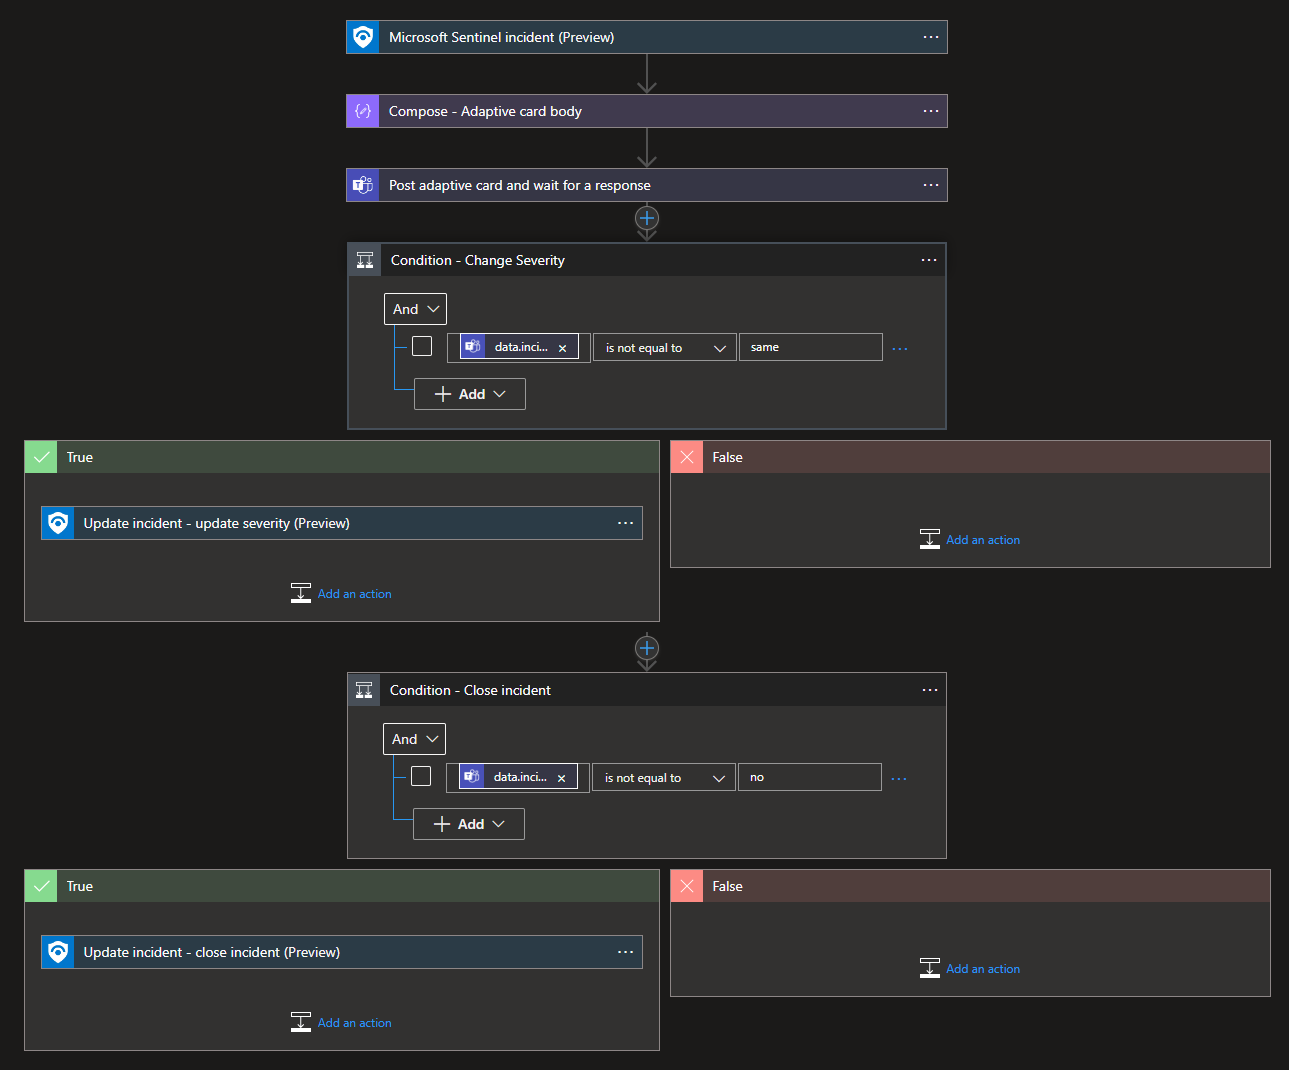 Microsoft Sentinel incident (Preview)
Compose - Adaptive card body
Post adaptive card and wait for a response
Condition - Change Severity
And
data.inci... is not equal to same
Add
True
False
Update incident - update severity (Preview)
Add an action
Add an action
Condition - Close incident
And
data.inci... is not equal to no
Add
True
False
Update incident - close incident (Preview)
Add an action
Add an action